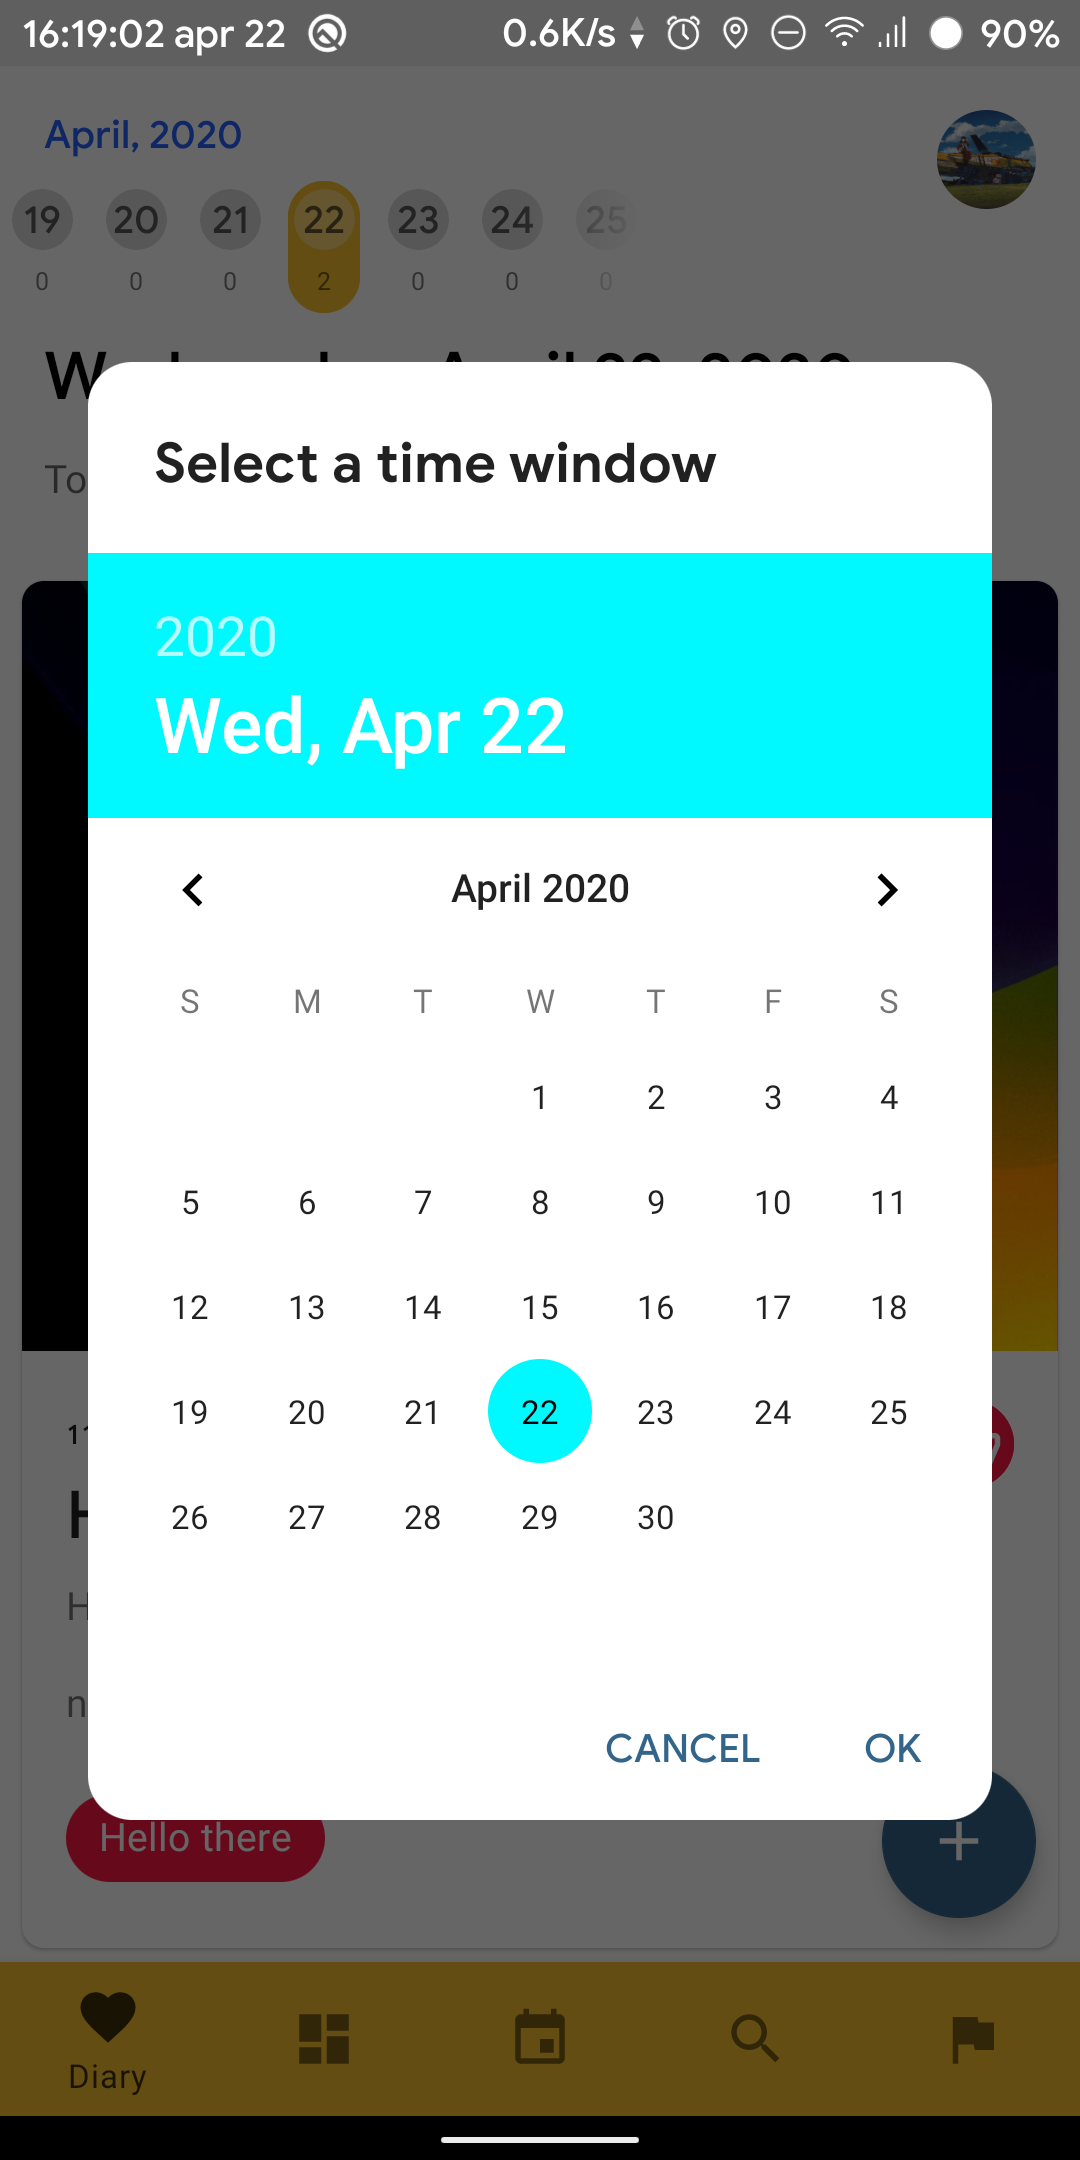 16:19:02 apr 22 0.6K/s 90%
April, 2020
19 20 21 22 23 24 25
0 0 0 2 0 0 0
To
Select a time window
2020
Wed, Apr 22
April 2020
S M T W T F S
1 2 3 4
5 6 7 8 9 10 11
12 13 14 15 16 17 18
19 20 21 22 23 24 25
26 27 28 29 30
CANCEL OK
Hello there
Diary